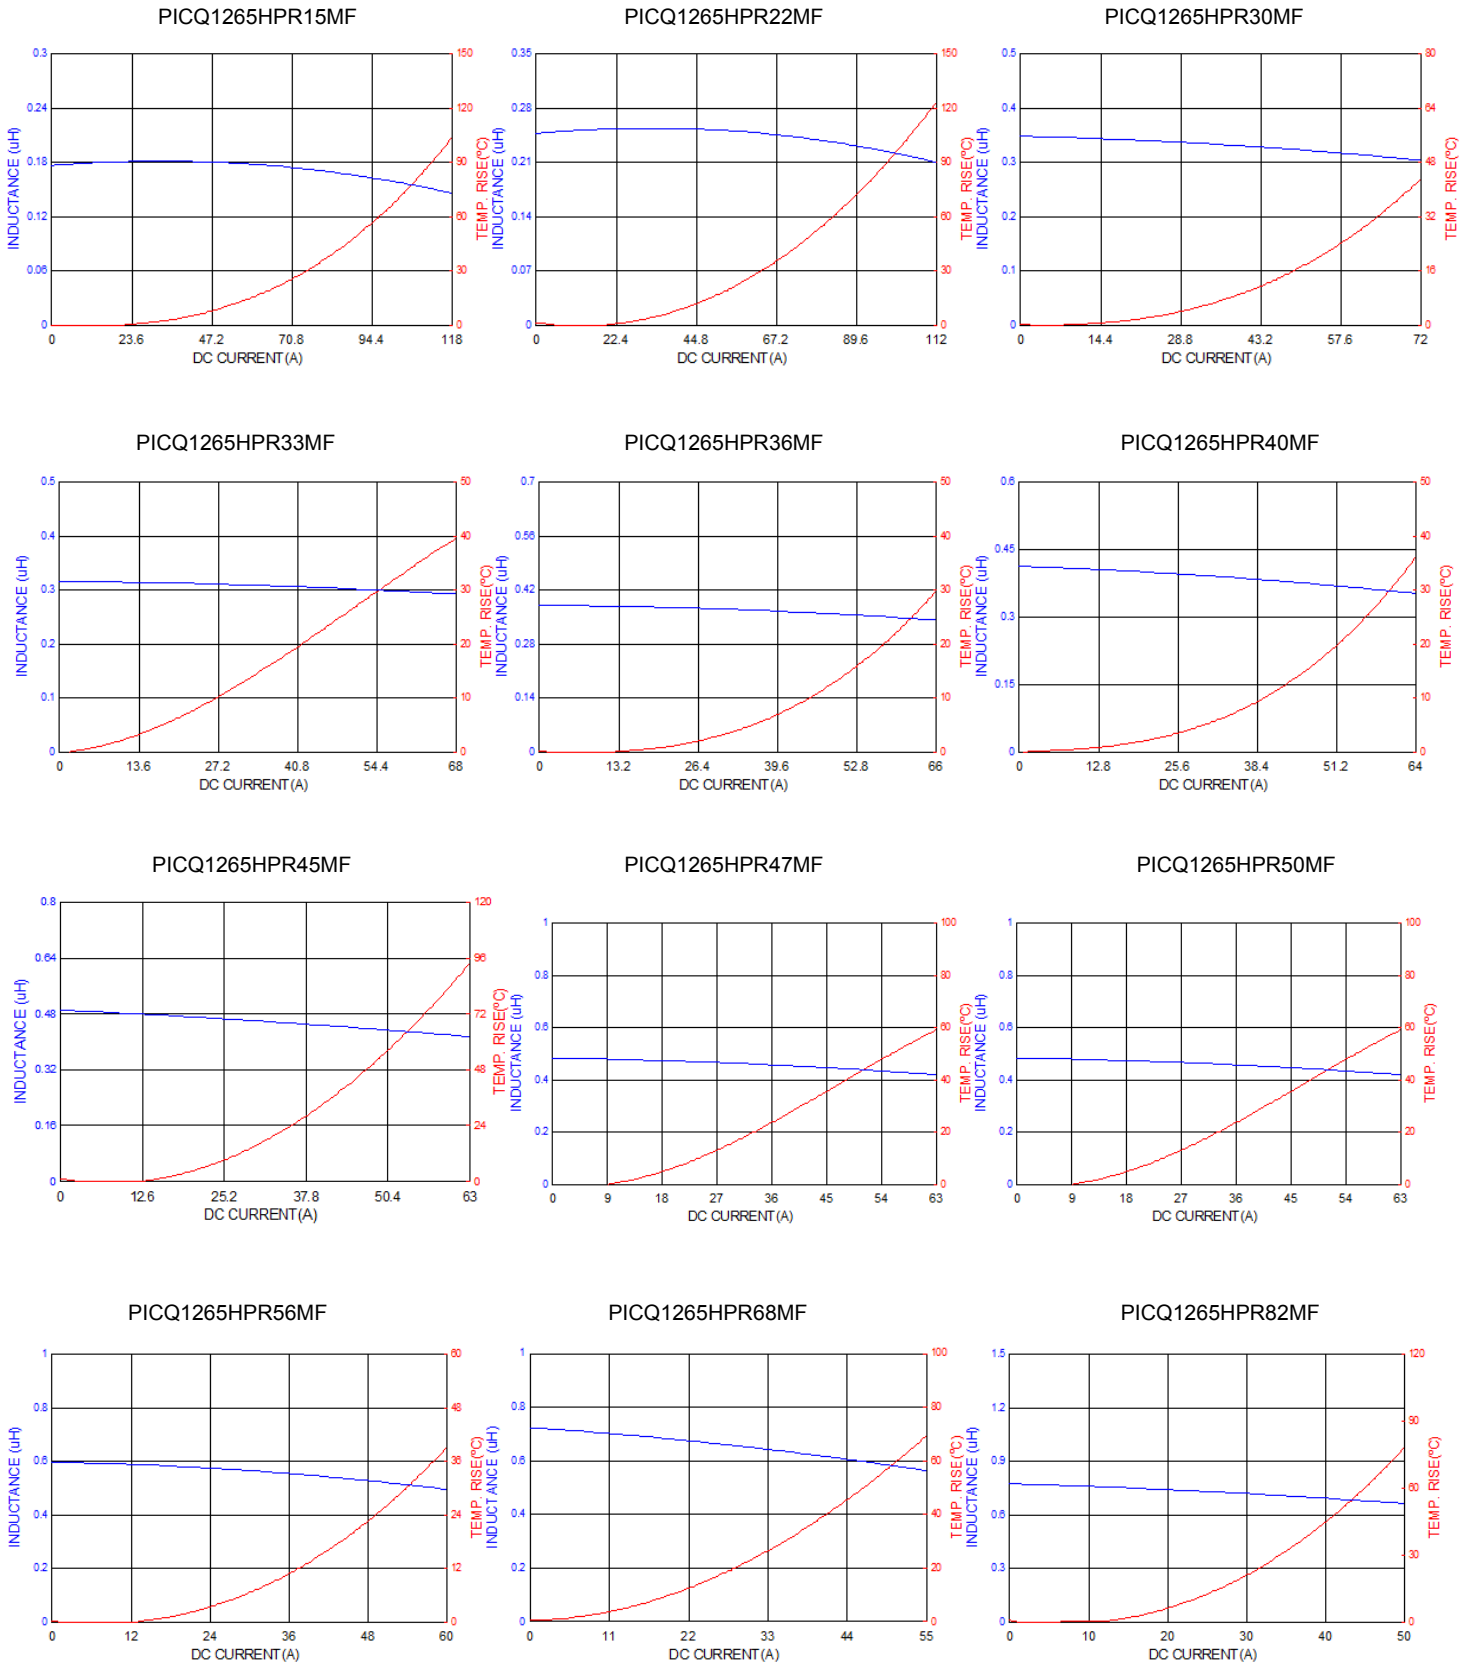 PICQ1265HPR15MF
PICQ1265HPR22MF
PICQ1265HPR30MF
0.3
0.24
0.18
0.12
0.06
0
INDUCTANCE (uH)
150
120
90
60
30
0
TEMP. RISE(ºC)
0 23.6 47.2 70.8 94.4 118
DC CURRENT(A)
0.35
0.28
0.21
0.14
0.07
0
INDUCTANCE (uH)
150
120
90
60
30
0
TEMP. RISE(ºC)
0 22.4 44.8 67.2 89.6 112
DC CURRENT(A)
0.5
0.4
0.3
0.2
0.1
0
INDUCTANCE (uH)
80
64
48
32
16
0
TEMP. RISE(ºC)
0 14.4 28.8 43.2 57.6 72
DC CURRENT(A)
PICQ1265HPR33MF
PICQ1265HPR36MF
PICQ1265HPR40MF
0.5
0.4
0.3
0.2
0.1
0
INDUCTANCE (uH)
50
40
30
20
10
0
TEMP. RISE(ºC)
0 13.6 27.2 40.8 54.4 68
DC CURRENT(A)
0.7
0.56
0.42
0.28
0.14
0
INDUCTANCE (uH)
50
40
30
20
10
0
TEMP. RISE(ºC)
0 13.2 26.4 39.6 52.8 66
DC CURRENT(A)
0.6
0.45
0.3
0.15
0
INDUCTANCE (uH)
50
40
30
20
10
0
TEMP. RISE(ºC)
0 12.8 25.6 38.4 51.2 64
DC CURRENT(A)
PICQ1265HPR45MF
PICQ1265HPR47MF
PICQ1265HPR50MF
0.8
0.64
0.48
0.32
0.16
0
INDUCTANCE (uH)
120
96
72
48
24
0
TEMP. RISE(ºC)
0 12.6 25.2 37.8 50.4 63
DC CURRENT(A)
1
0.8
0.6
0.4
0.2
0
INDUCTANCE (uH)
100
80
60
40
20
0
TEMP. RISE(ºC)
0 9 18 27 36 45 54 63
DC CURRENT(A)
1
0.8
0.6
0.4
0.2
0
INDUCTANCE (uH)
100
80
60
40
20
0
TEMP. RISE(ºC)
0 9 18 27 36 45 54 63
DC CURRENT(A)
PICQ1265HPR56MF
PICQ1265HPR68MF
PICQ1265HPR82MF
1
0.8
0.6
0.4
0.2
0
INDUCTANCE (uH)
60
48
36
24
12
0
TEMP. RISE(ºC)
0 12 24 36 48 60
DC CURRENT(A)
1
0.8
0.6
0.4
0.2
0
INDUCTANCE (uH)
100
80
60
40
20
0
TEMP. RISE(ºC)
0 11 22 33 44 55
DC CURRENT(A)
1.5
1.2
0.9
0.6
0.3
0
INDUCTANCE (uH)
120
90
60
30
0
TEMP. RISE(ºC)
0 10 20 30 40 50
DC CURRENT(A)